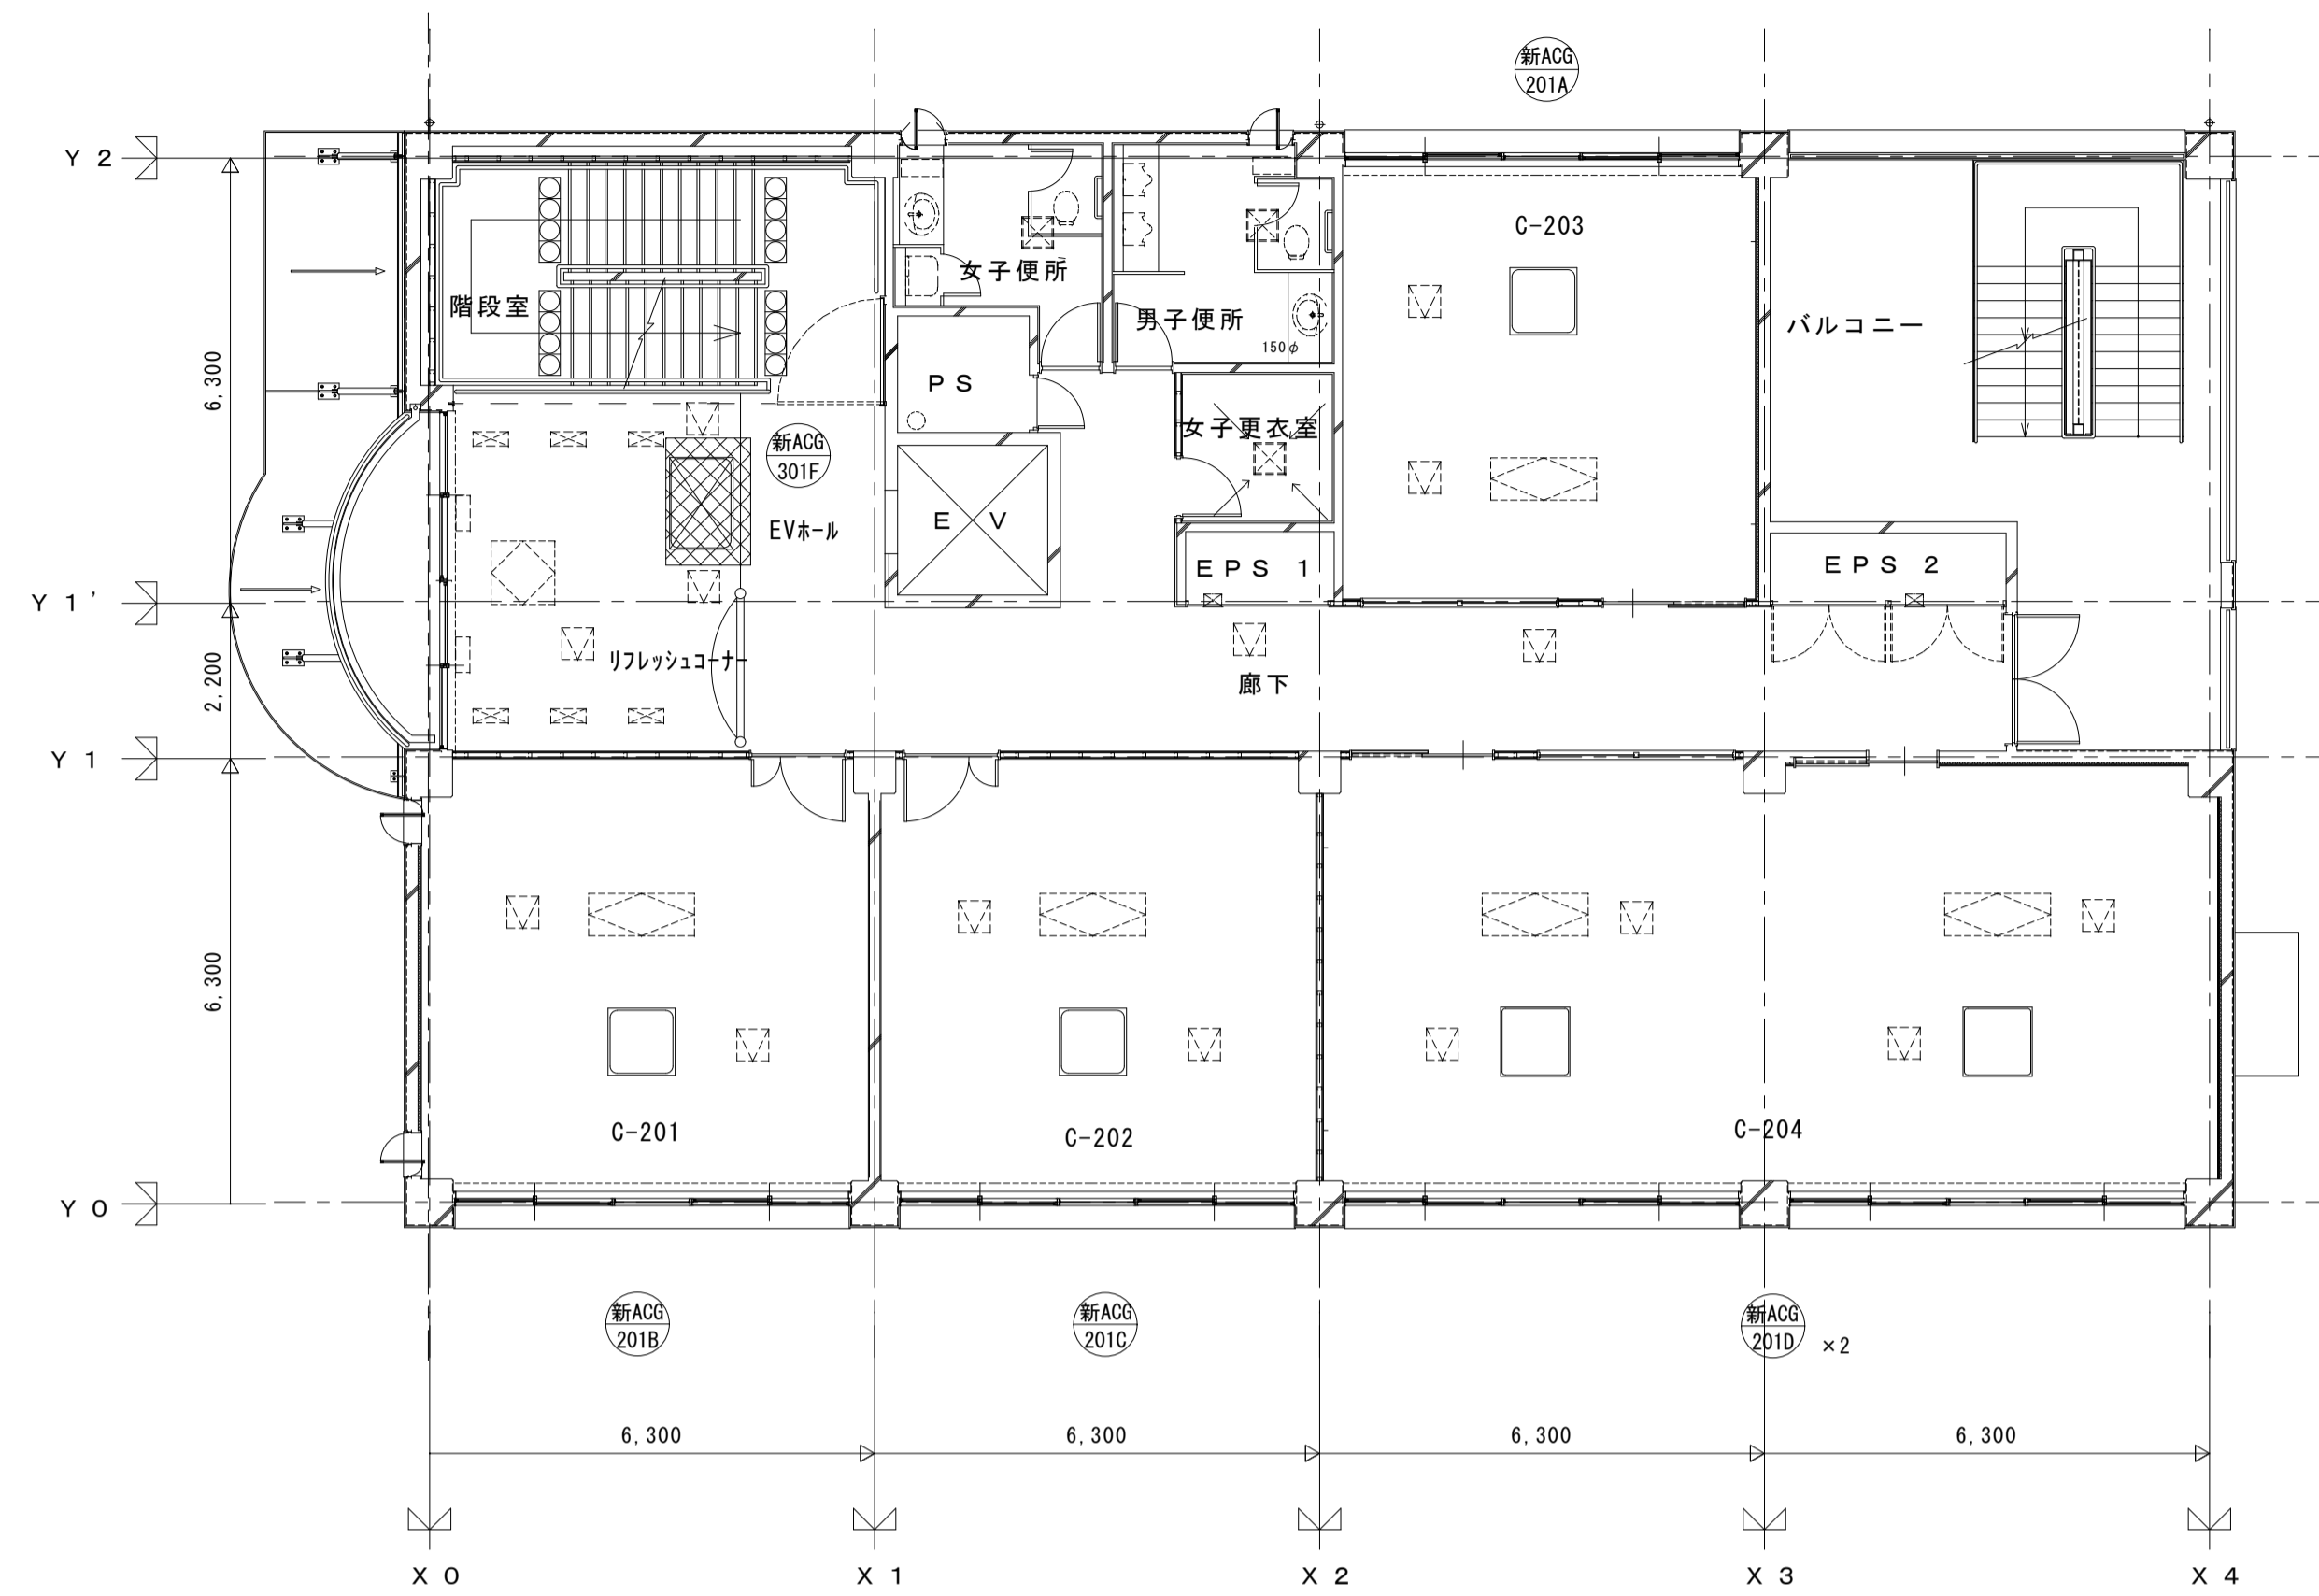 新ACG
201A
Y 2
C-203
女子便所
階段室
男子便所
バルコニー
150φ
6,300
P S
女子更衣室
新ACG
301F
E V
EVホール
E P S 1
E P S 2
Y 1 '
リフレッシュコーナー
2,200
廊下
Y 1
6,300
C-201
C-202
C-204
Y 0
新ACG
201B
新ACG
201C
新ACG
201D
×2
6,300
6,300
6,300
6,300
X 0
X 1
X 2
X 3
X 4